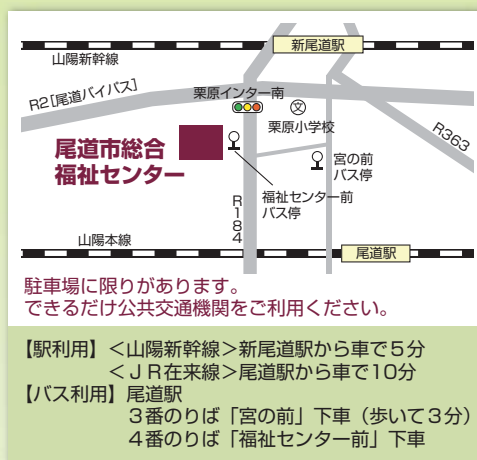 新尾道駅
山陽新幹線
R2[尾道バイパス]
栗原インター南
文
栗原小学校
R363
尾道市総合
福祉センター
宮の前
バス停
福祉センター前
バス停
R184
山陽本線
尾道駅
駐車場に限りがあります。
できるだけ公共交通機関をご利用ください。
【駅利用】＜山陽新幹線＞新尾道駅から車で5分
＜ＪＲ在来線＞尾道駅から車で10分
【バス利用】尾道駅
3番のりば「宮の前」下車（歩いて3分）
4番のりば「福祉センター前」下車